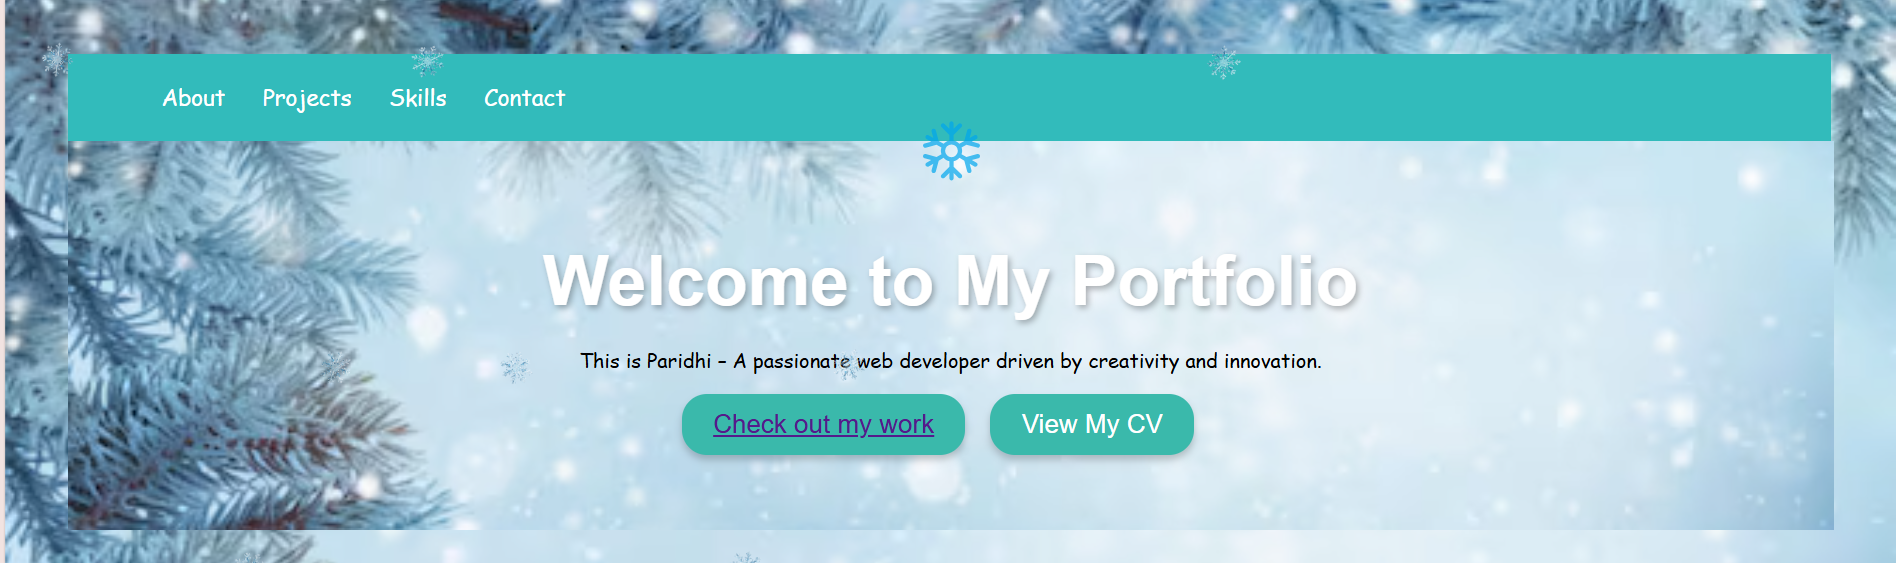 About Projects Skills Contact
Welcome to My Portfolio
This is Paridhi – A passionate web developer driven by creativity and innovation.
Check out my work View My CV